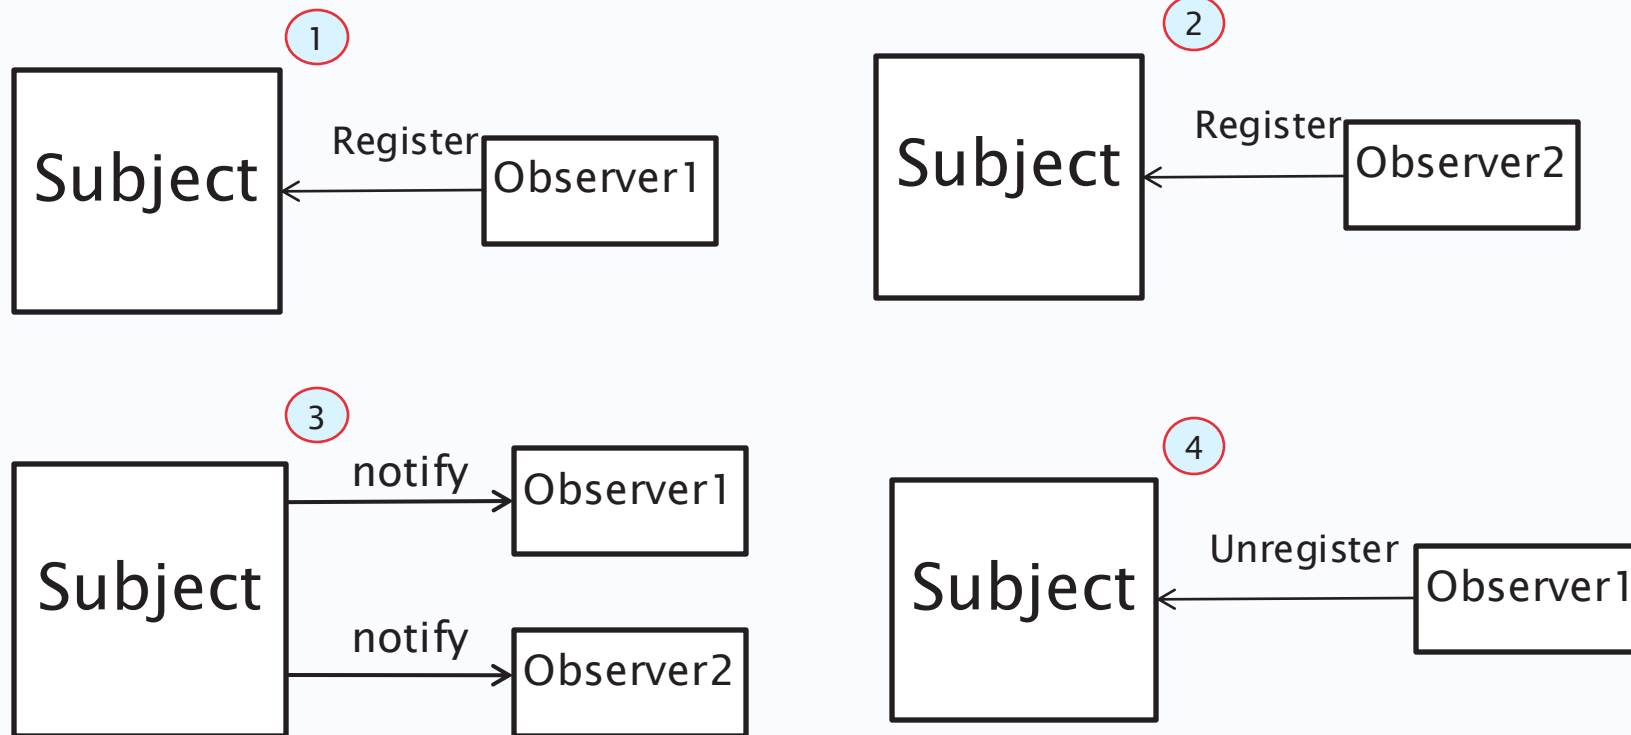 1
Subject
Register
Observer1
2
Subject
Register
Observer2
3
Subject
notify
Observer1
notify
Observer2
4
Subject
Unregister
Observer1